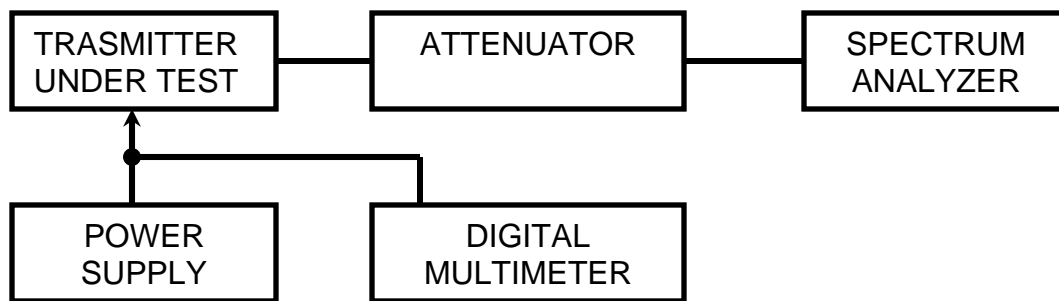 TRASMITTER
UNDER TEST
ATTENUATOR
SPECTRUM
ANALYZER
POWER
SUPPLY
DIGITAL
MULTIMETER